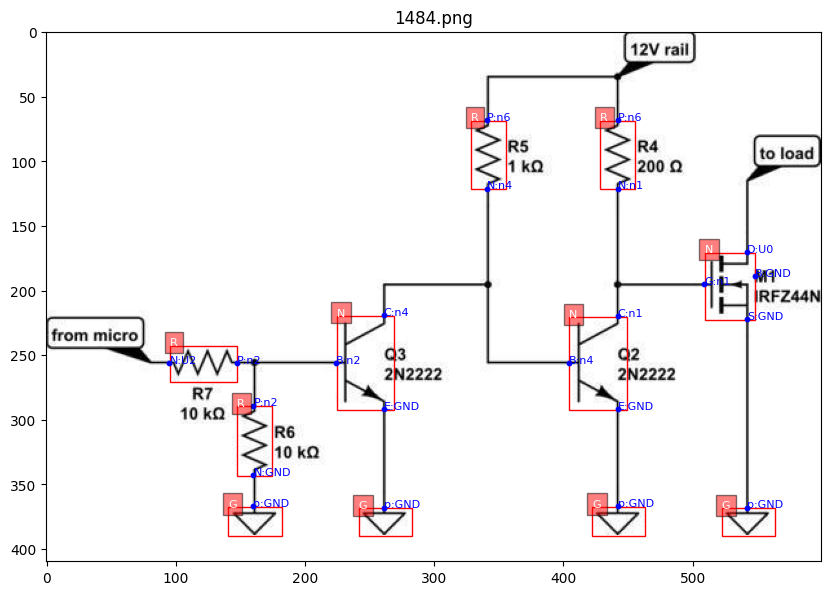 1484.png
0
50
100
150
200
250
300
350
400
0
100
200
300
400
500
12V rail
to load
from micro
R P:n6
R5
1 kΩ
N:n4
R P:n6
R4
200 Ω
N:n1
N D:U0
G:n1
B:GND
M1
IRFZ44N
S:GND
R
N:U2 P:n2
R7
10 kΩ
R P:n2
R6
10 kΩ
N:GND
N C:n4
B:n2
Q3
2N2222
E:GND
N C:n1
B:n4
Q2
2N2222
E:GND
G p:GND
G p:GND
G p:GND
G p:GND